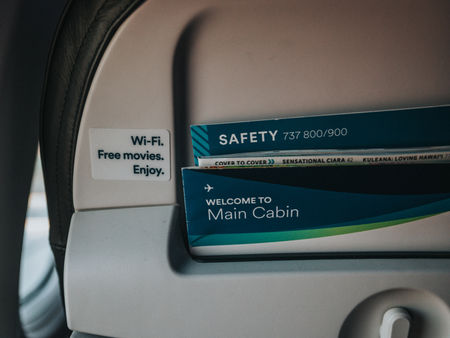 Wi-Fi.
Free movies.
Enjoy.
SAFETY 737 800/900
COVER TO COVER >> SENSATIONAL CIARA 42 KULEANA: LOVING HAWAI'I
WELCOME TO
Main Cabin